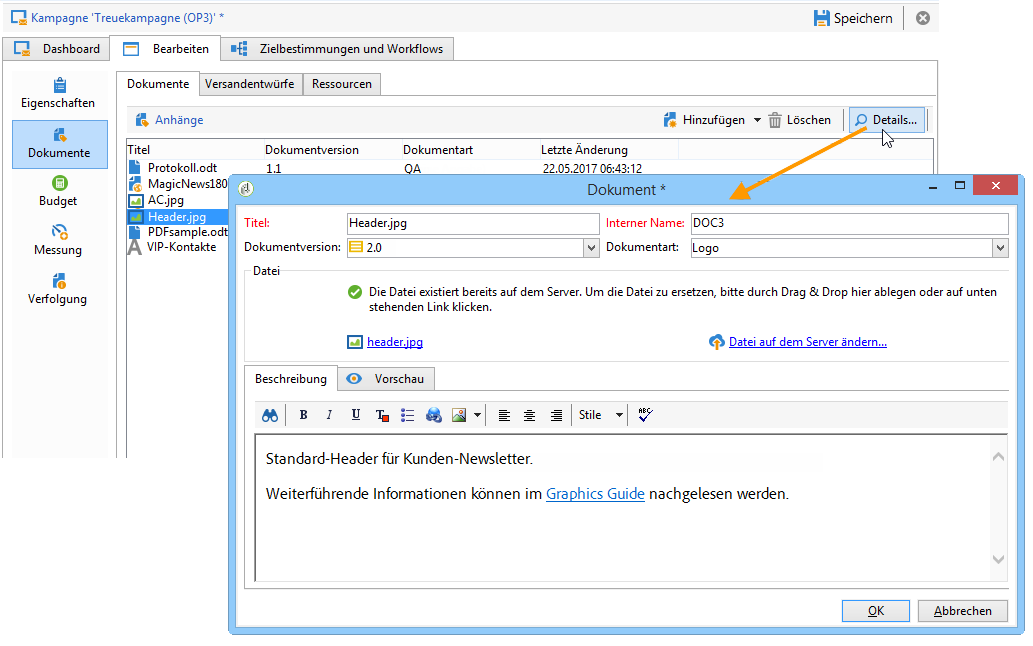 Kampagne 'Treuekampagne (OP3)' *
Speichern
Dashboard
Bearbeiten
Zielbestimmungen und Workflows
Eigenschaften
Dokumente
Budget
Messung
Verfolgung
Dokumente
Versandentwürfe
Ressourcen
Anhänge
Hinzufügen
Löschen
Details...
Titel Dokumentversion Dokumentart Letzte Änderung
Protokoll.odt 1.1 QA 22.05.2017 06:43:12
MagicNews180
AC.jpg
Header.jpg
PDFsample.odt
VIP-Kontakte
Dokument *
Titel: Header.jpg Interner Name: DOC3
Dokumentversion: 2.0 Dokumentart: Logo
Datei
Die Datei existiert bereits auf dem Server. Um die Datei zu ersetzen, bitte durch Drag & Drop hier ablegen oder auf unten
stehenden Link klicken.
header.jpg
Datei auf dem Server ändern...
Beschreibung
Vorschau
B I U T Stile ABC
Standard-Header für Kunden-Newsletter.
Weiterführende Informationen können im Graphics Guide nachgelesen werden.
OK
Abbrechen